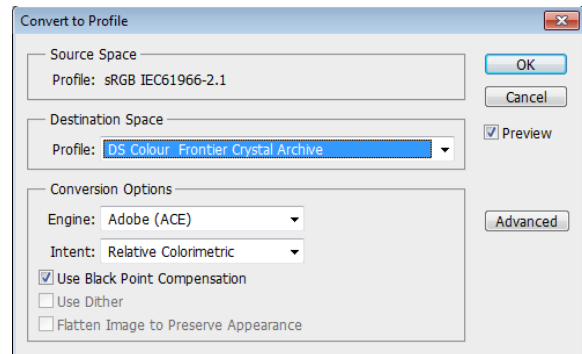 Convert to Profile
Source Space
Profile: sRGB IEC61966-2.1
OK
Cancel
Destination Space
Profile: DS Colour Frontier Crystal Archive
Preview
Conversion Options
Engine: Adobe (ACE)
Advanced
Intent: Relative Colorimetric
Use Black Point Compensation
Use Dither
Flatten Image to Preserve Appearance